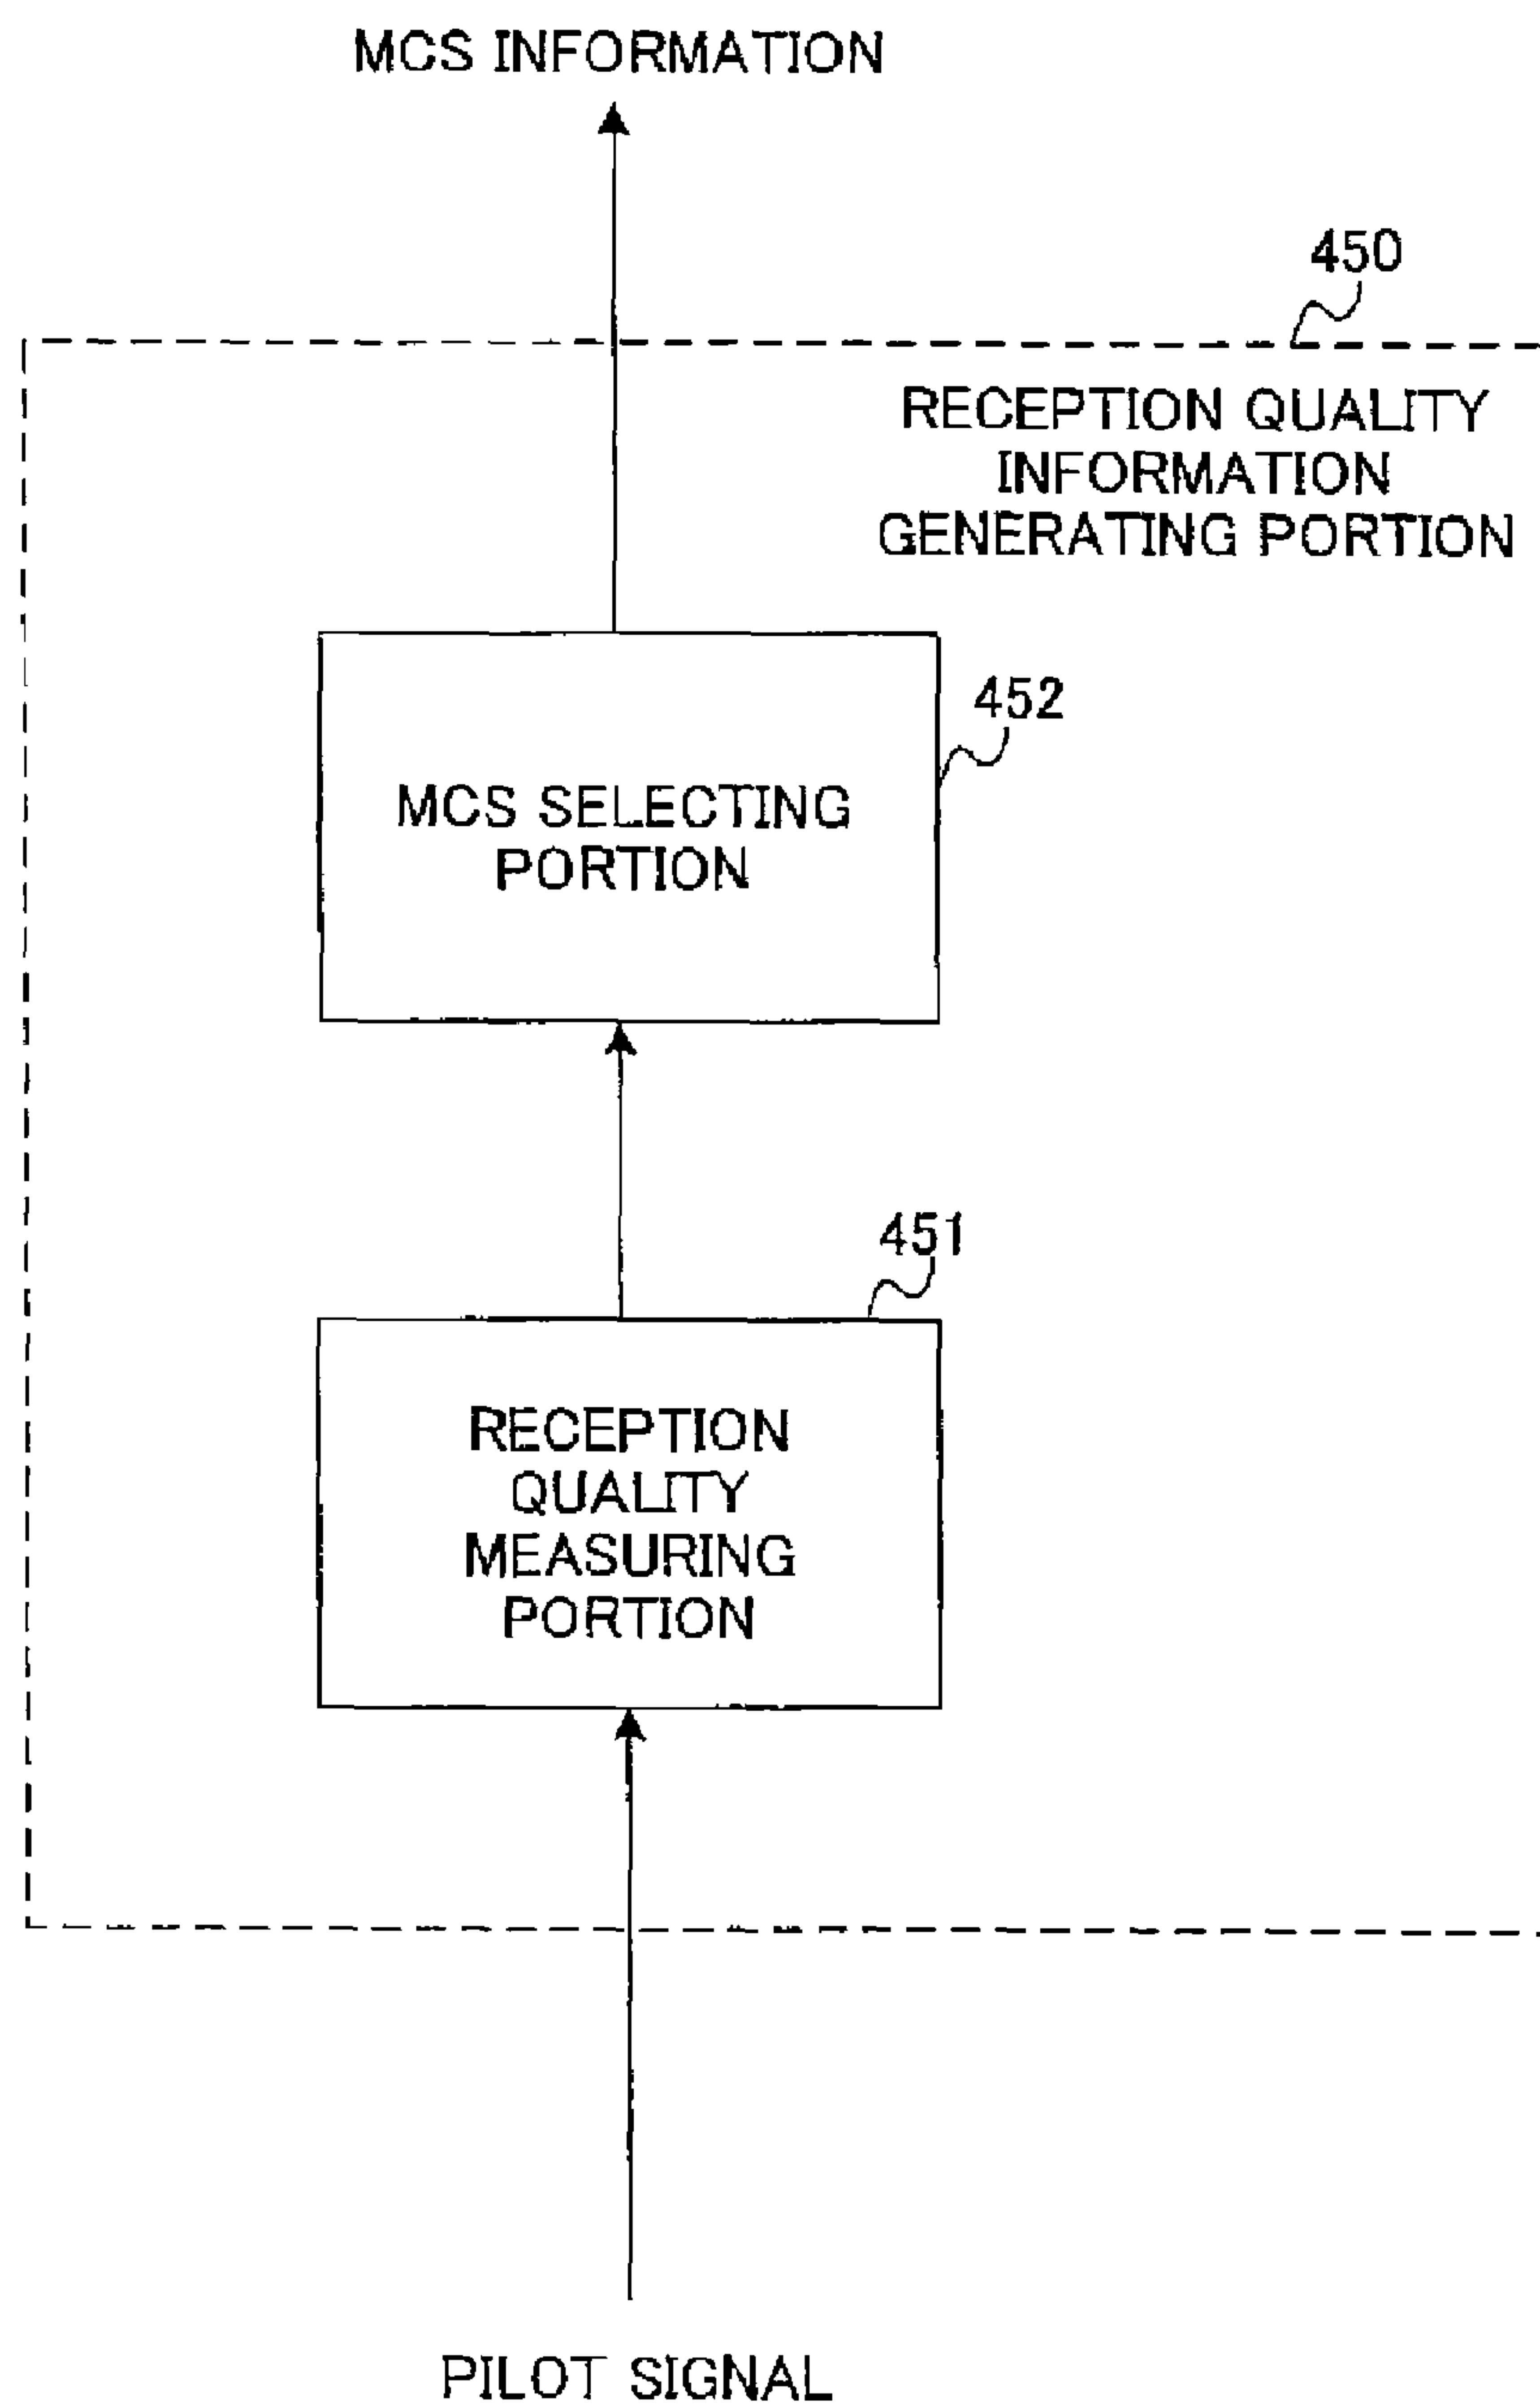 MCS INFORMATION
450
RECEPTION QUALITY
INFORMATION
GENERATING PORTION
452
MCS SELECTING
PORTION
451
RECEPTION
QUALITY
MEASURING
PORTION
PILOT SIGNAL